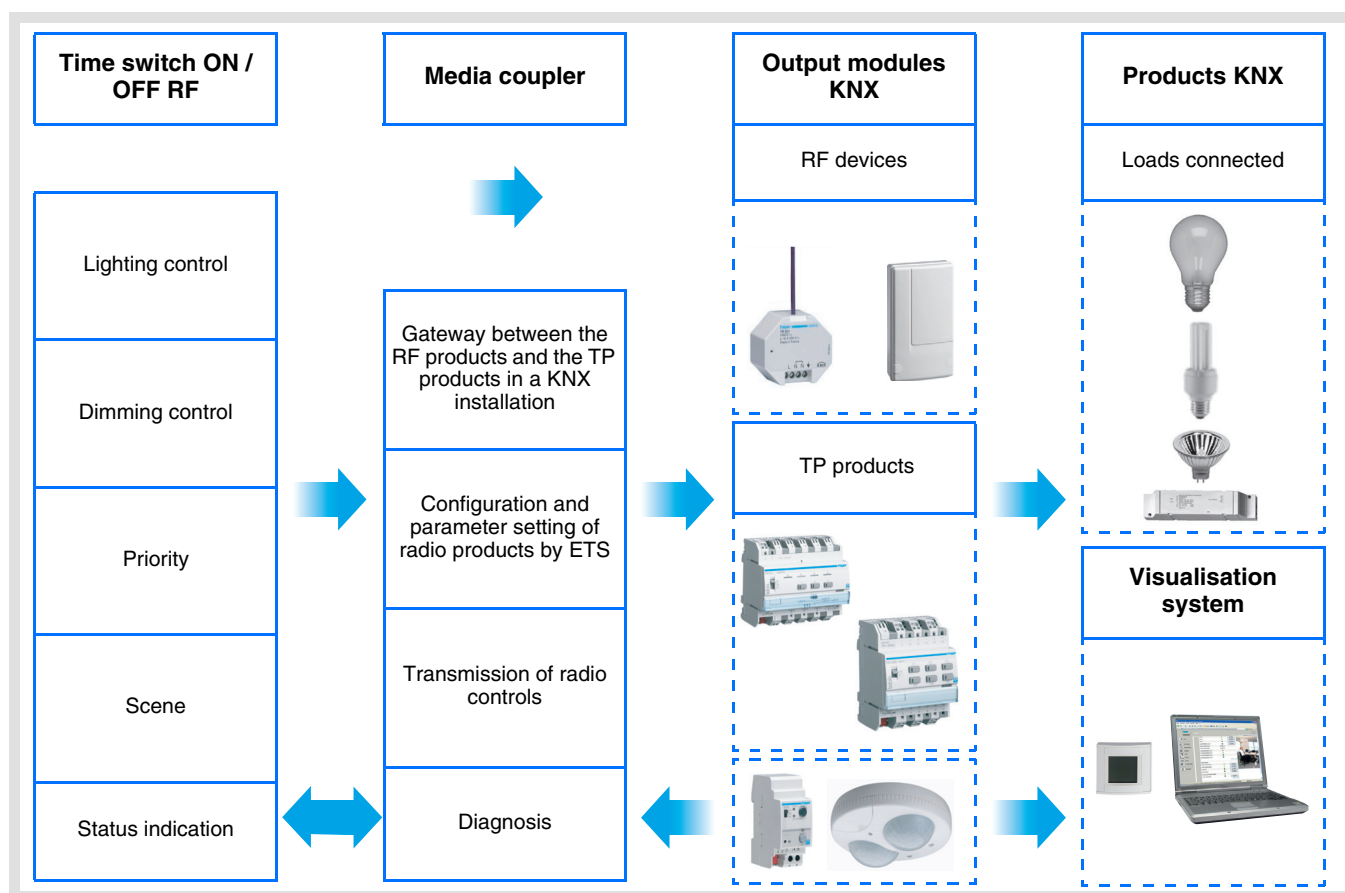 Time switch ON /
OFF RF
Media coupler
Output modules
KNX
Products KNX
RF devices
Loads connected
Lighting control
Dimming control
Priority
Scene
Status indication
Gateway between the
RF products and the TP
products in a KNX
installation
Configuration and
parameter setting of
radio products by ETS
Transmission of radio
controls
Diagnosis
TP products
Visualisation
system